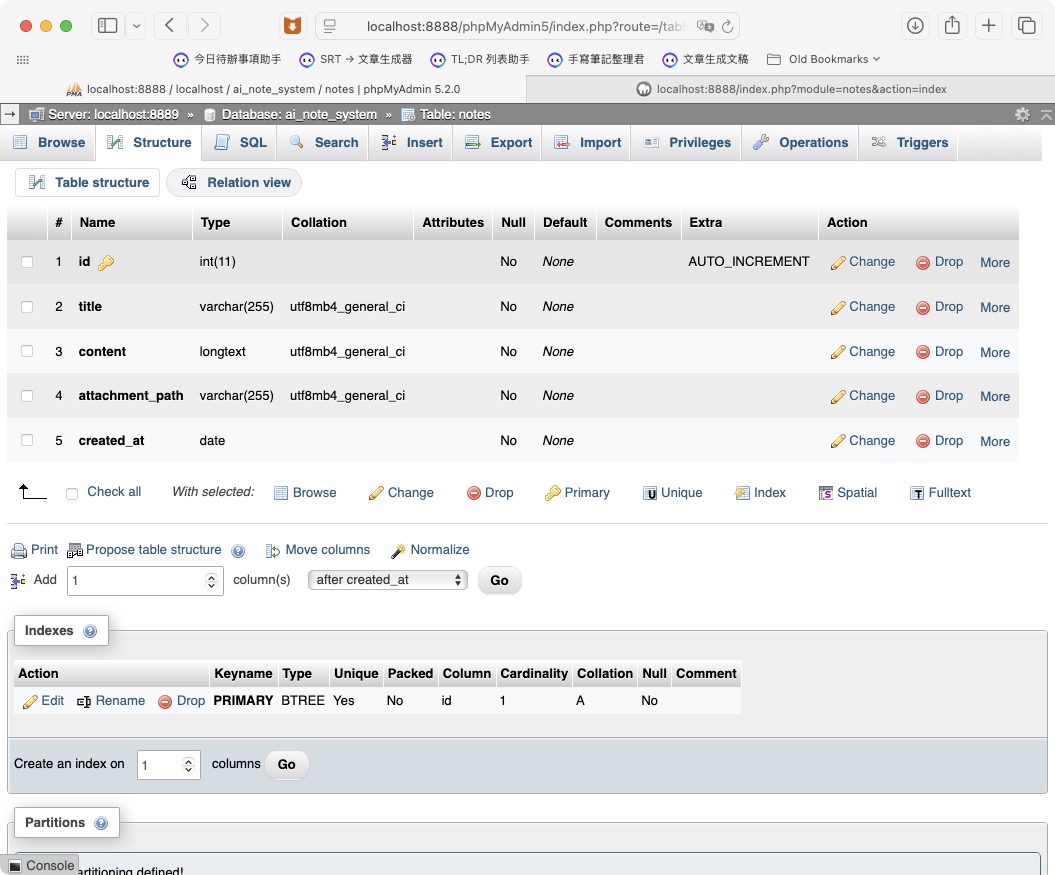 localhost:8888/phpMyAdmin5/index.php?route=/tabl
今日待辦事項助手 SRT → 文章生成器 TL;DR 列表助手 手寫筆記整理君 文章生成文稿 Old Bookmarks
localhost:8888 / localhost / ai_note_system / notes | phpMyAdmin 5.2.0 localhost:8888/index.php?module=notes&action=index
Server: localhost:8889 » Database: ai_note_system » Table: notes
Browse Structure SQL Search Insert Export Import Privileges Operations Triggers
Table structure Relation view
# Name Type Collation Attributes Null Default Comments Extra Action
1 id int(11) No None AUTO_INCREMENT Change Drop More
2 title varchar(255) utf8mb4_general_ci No None Change Drop More
3 content longtext utf8mb4_general_ci No None Change Drop More
4 attachment_path varchar(255) utf8mb4_general_ci No None Change Drop More
5 created_at date No None Change Drop More
Check all With selected: Browse Change Drop Primary Unique Index Spatial Fulltext
Print Propose table structure Move columns Normalize
Add 1 column(s) after created_at Go
Indexes
Action Keyname Type Unique Packed Column Cardinality Collation Null Comment
Edit Rename Drop PRIMARY BTREE Yes No id 1 A No
Create an index on 1 columns Go
Partitions
Console artitioning defined!